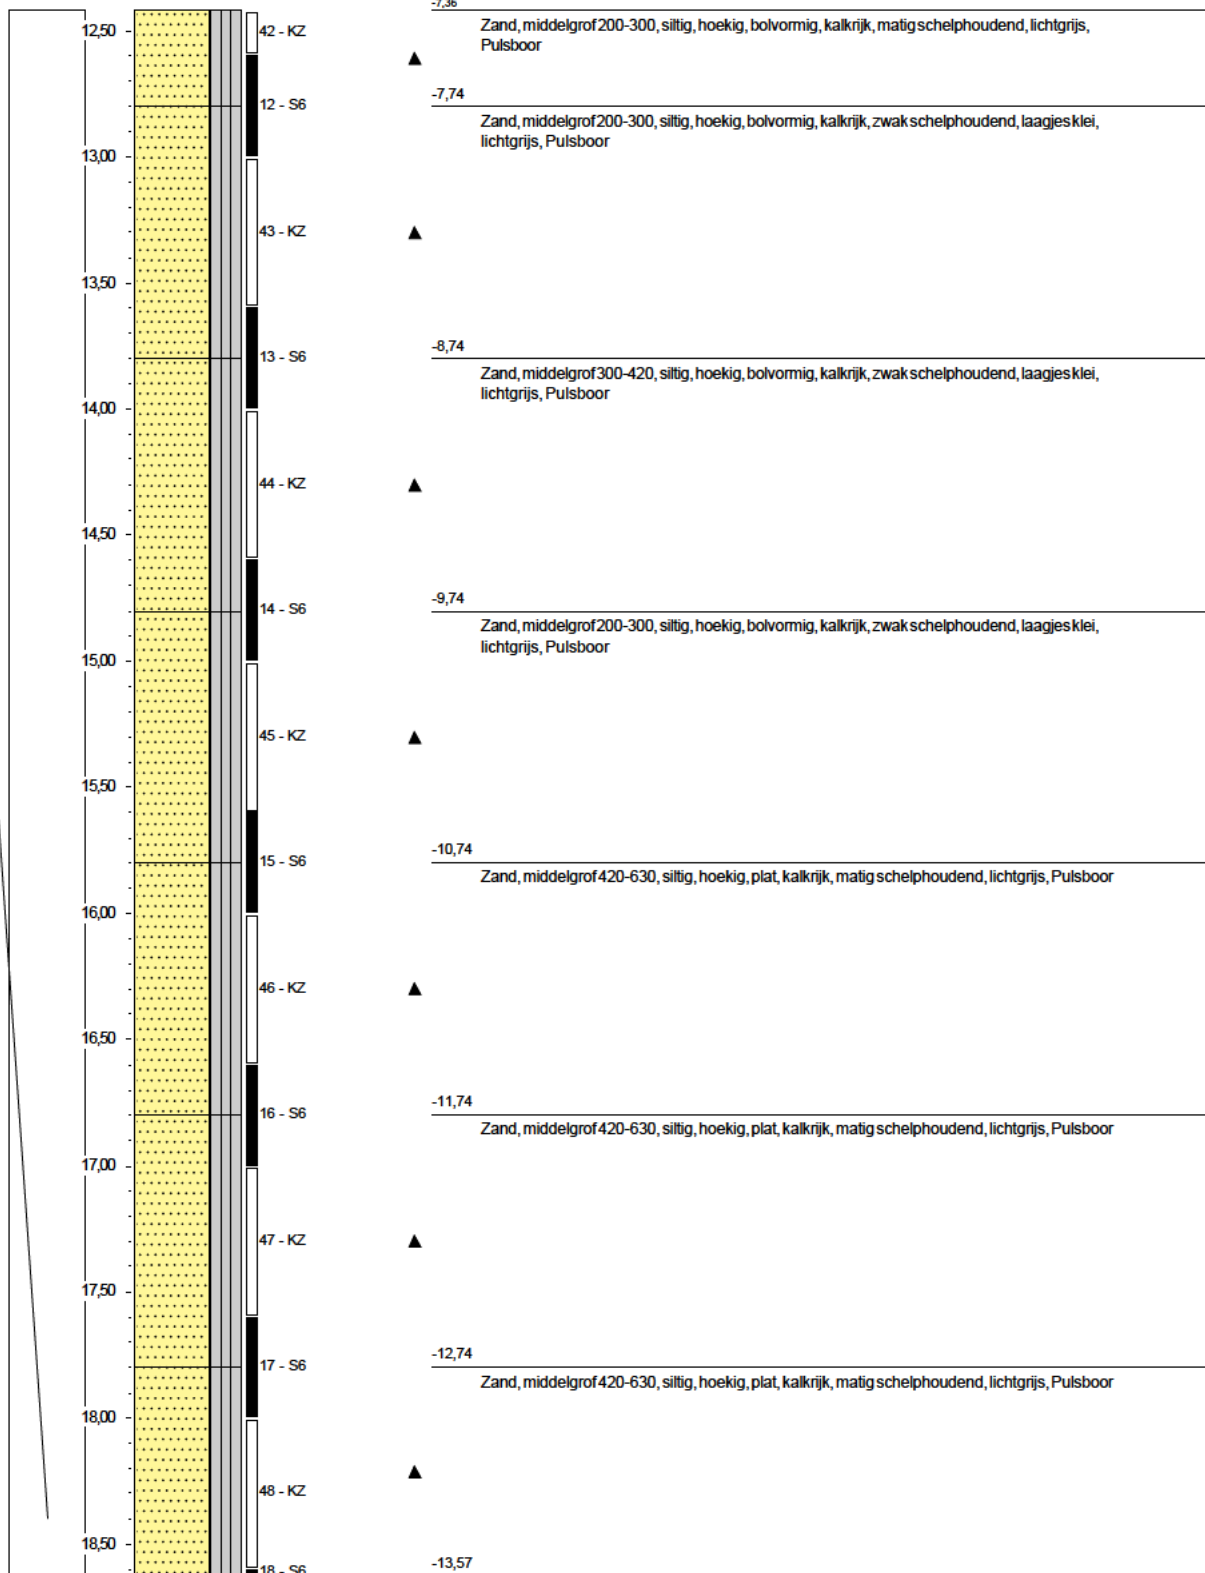 -7,36
12,50
42 - KZ
Zand, middelgrof 200-300, siltig, hoekig, bolvormig, kalkrijk, matig schelphoudend, lichtgrijs,
Pulsboor
-7,74
12 - S6
Zand, middelgrof 200-300, siltig, hoekig, bolvormig, kalkrijk, zwak schelphoudend, laagjes klei,
lichtgrijs, Pulsboor
13,00
43 - KZ
13,50
-8,74
13 - S6
Zand, middelgrof 300-420, siltig, hoekig, bolvormig, kalkrijk, zwak schelphoudend, laagjes klei,
lichtgrijs, Pulsboor
14,00
44 - KZ
14,50
-9,74
14 - S6
Zand, middelgrof 200-300, siltig, hoekig, bolvormig, kalkrijk, zwak schelphoudend, laagjes klei,
lichtgrijs, Pulsboor
15,00
45 - KZ
15,50
-10,74
15 - S6
Zand, middelgrof 420-630, siltig, hoekig, plat, kalkrijk, matig schelphoudend, lichtgrijs, Pulsboor
16,00
46 - KZ
16,50
-11,74
16 - S6
Zand, middelgrof 420-630, siltig, hoekig, plat, kalkrijk, matig schelphoudend, lichtgrijs, Pulsboor
17,00
47 - KZ
17,50
-12,74
17 - S6
Zand, middelgrof 420-630, siltig, hoekig, plat, kalkrijk, matig schelphoudend, lichtgrijs, Pulsboor
18,00
48 - KZ
18,50
-13,57
18 - S6